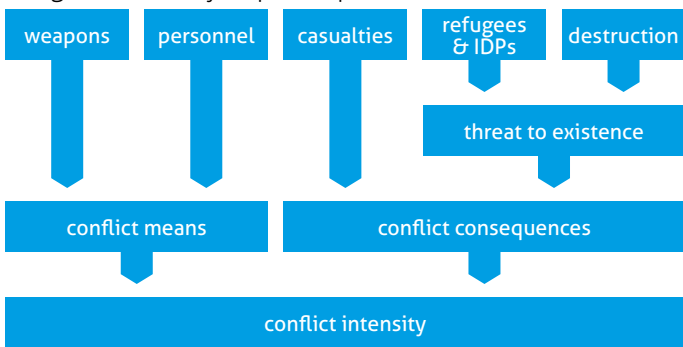 weapons
personnel
casualties
refugees
& IDPs
destruction
threat to existence
conflict means
conflict consequences
conflict intensity